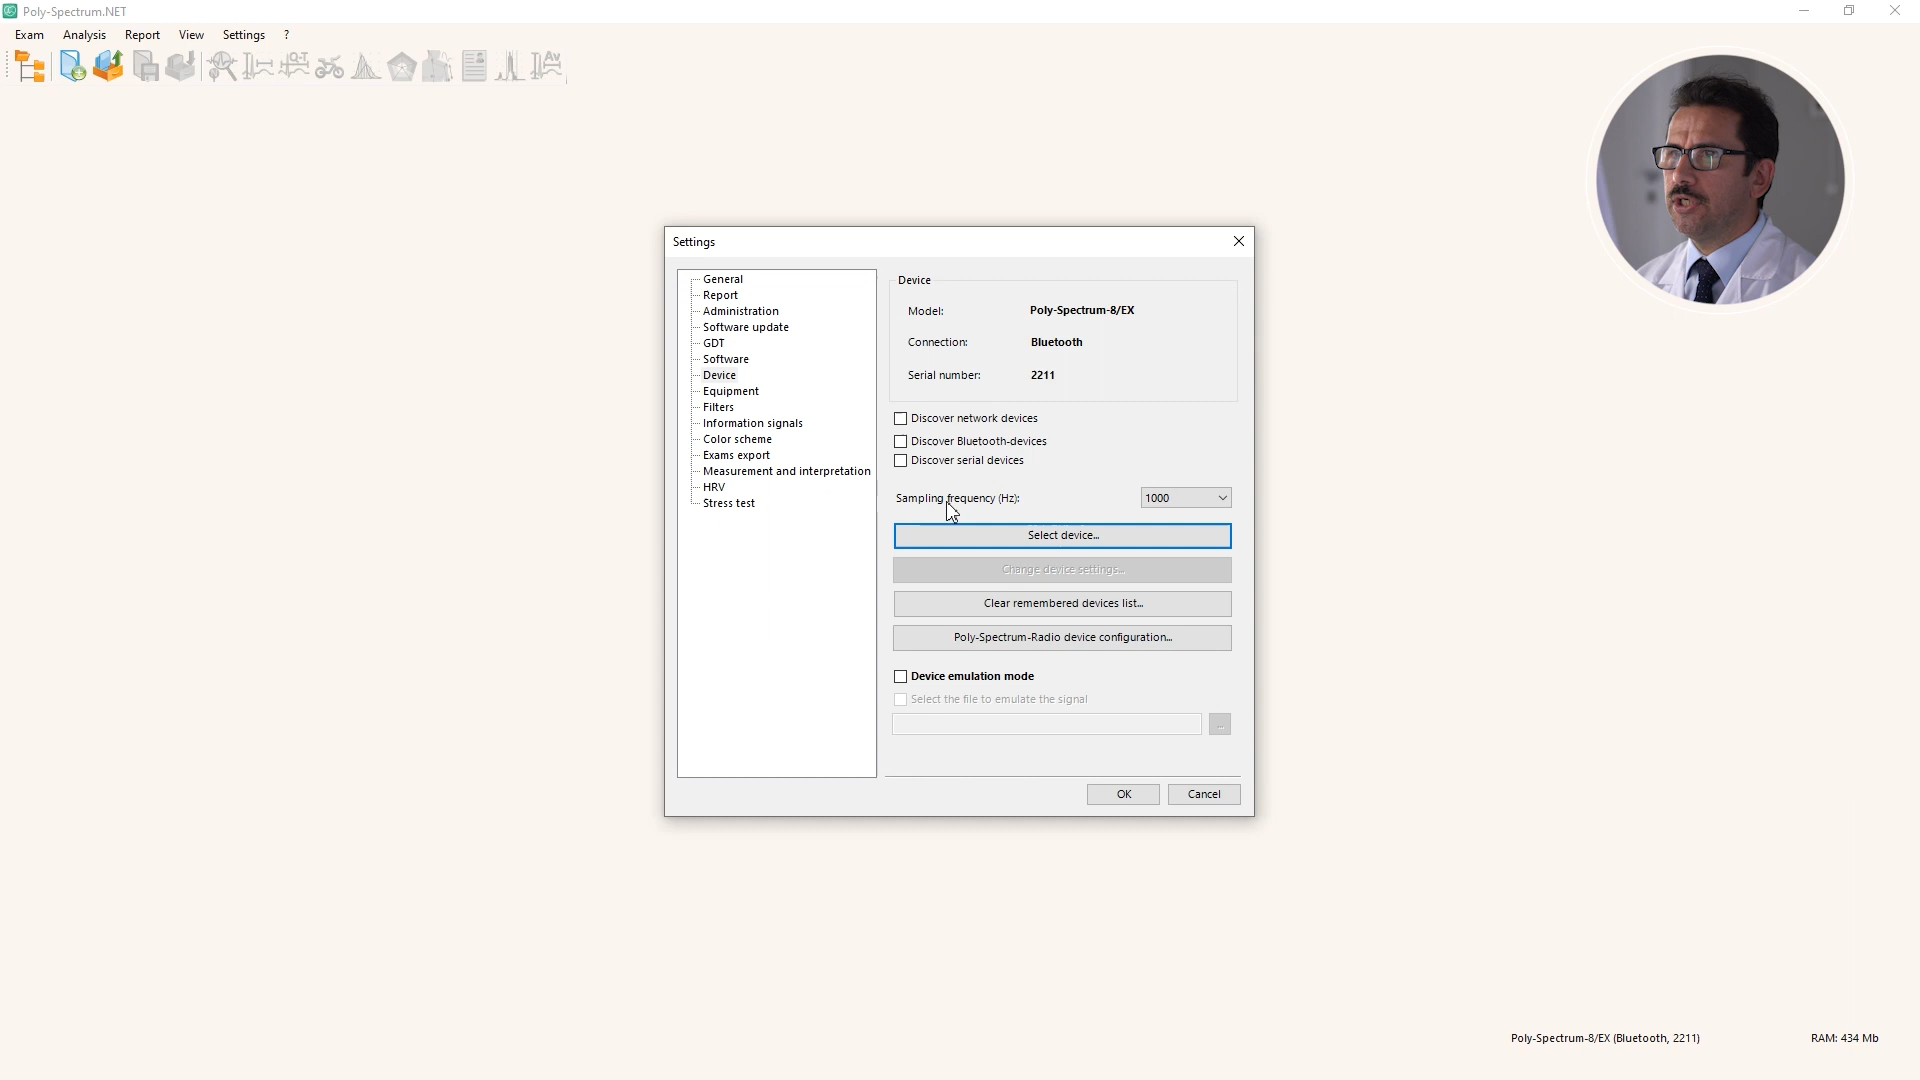 Poly-Spectrum.NET
Exam Analysis Report View Settings ?
Settings
General
Report
Administration
Software update
GDT
Software
Device
Equipment
Filters
Information signals
Color scheme
Exams export
Measurement and interpretation
HRV
Stress test
Device
Model: Poly-Spectrum-8/EX
Connection: Bluetooth
Serial number: 2211
Discover network devices
Discover Bluetooth-devices
Discover serial devices
Sampling frequency (Hz): 1000
Select device...
Change device settings...
Clear remembered devices list...
Poly-Spectrum-Radio device configuration...
Device emulation mode
Select the file to emulate the signal
...
OK Cancel
Poly-Spectrum-8/EX (Bluetooth, 2211) RAM: 434 Mb